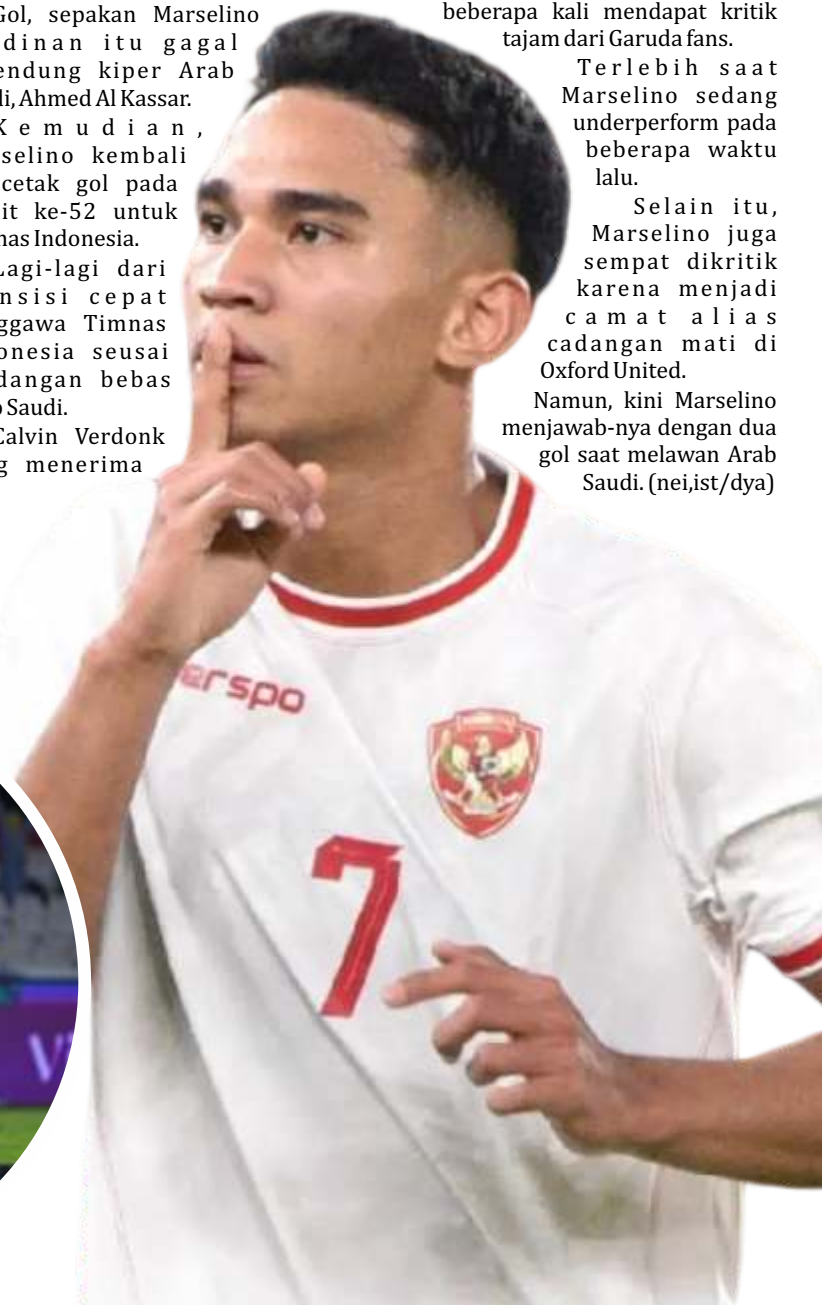 Gol, sepakan Marselino
dinan itu gagal
endung kiper Arab
di, Ahmed Al Kassar.
Kemudian,
selino kembali
cetak gol pada
it ke-52 untuk
nas Indonesia.
Lagi-lagi dari
nsisi cepat
ggawa Timnas
onesia seusai
dangan bebas
Saudi.
Calvin Verdonk
g menerima
beberapa kali mendapat kritik
tajam dari Garuda fans.
Terlebih saat
Marselino sedang
underperform pada
beberapa waktu
lalu.
Selain itu,
Marselino juga
sempat dikritik
karena menjadi
camat alias
cadangan mati di
Oxford United.
Namun, kini Marselino
menjawab-nya dengan dua
gol saat melawan Arab
Saudi. (nei,ist/dya)
erspo
7